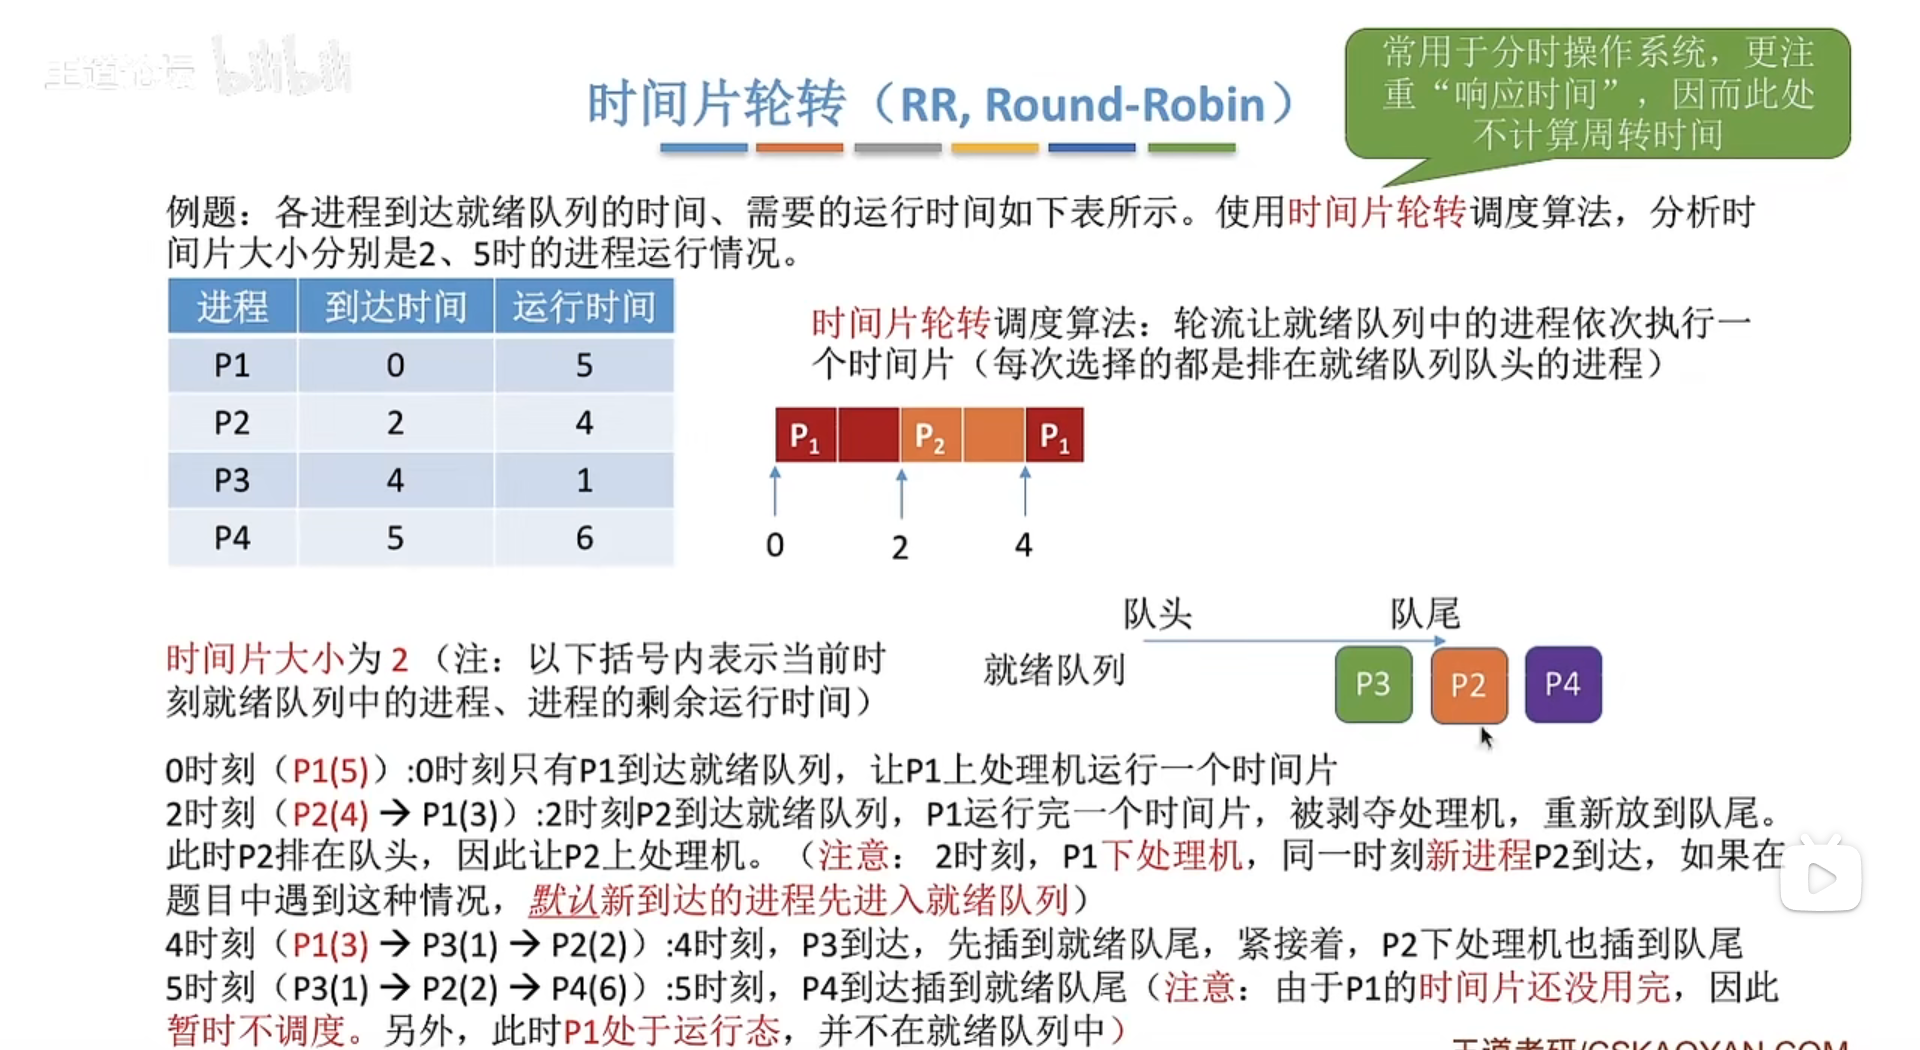 王道论坛 bilibili
时间片轮转（RR, Round-Robin）
常用于分时操作系统，更注
重“响应时间”，因而此处
不计算周转时间
例题：各进程到达就绪队列的时间、需要的运行时间如下表所示。使用时间片轮转调度算法，分析时
间片大小分别是2、5时的进程运行情况。
进程 到达时间 运行时间
P1 0 5
P2 2 4
P3 4 1
P4 5 6
时间片轮转调度算法：轮流让就绪队列中的进程依次执行一
个时间片（每次选择的都是排在就绪队列队头的进程）
P1 P2 P1
0 2 4
队头 队尾
就绪队列
P3 P2 P4
时间片大小为 2（注：以下括号内表示当前时
刻就绪队列中的进程、进程的剩余运行时间）
0时刻（P1(5)）:0时刻只有P1到达就绪队列，让P1上处理机运行一个时间片
2时刻（P2(4) → P1(3)）:2时刻P2到达就绪队列，P1运行完一个时间片，被剥夺处理机，重新放到队尾。
此时P2排在队头，因此让P2上处理机。（注意： 2时刻，P1下处理机，同一时刻新进程P2到达，如果在
题目中遇到这种情况，默认新到达的进程先进入就绪队列）
4时刻（P1(3) → P3(1) → P2(2)）:4时刻，P3到达，先插到就绪队尾，紧接着，P2下处理机也插到队尾
5时刻（P3(1) → P2(2) → P4(6)）:5时刻，P4到达插到就绪队尾（注意：由于P1的时间片还没用完，因此
暂时不调度。另外，此时P1处于运行态，并不在就绪队列中）
王道考研/CSKAOYAN.COM